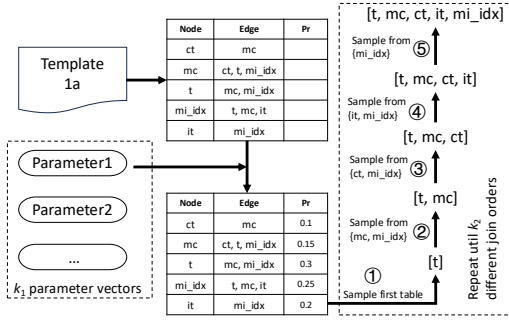 Template
1a
Node Edge Pr
ct mc
mc ct, t, mi_idx
t mc, mi_idx
mi_idx t, mc, it
it mi_idx
Parameter1
Parameter2
...
k₁ parameter vectors
Node Edge Pr
ct mc 0.1
mc ct, t, mi_idx 0.15
t mc, mi_idx 0.3
mi_idx t, mc, it 0.25
it mi_idx 0.2
[t, mc, ct, it, mi_idx]
Sample from
{mi_idx}
⑤
[t, mc, ct, it]
Sample from
{it, mi_idx}
④
[t, mc, ct]
Sample from
{ct, mi_idx}
③
[t, mc]
Sample from
{mc, mi_idx}
②
[t]
①
Sample first table
Repeat util k₂
different join orders